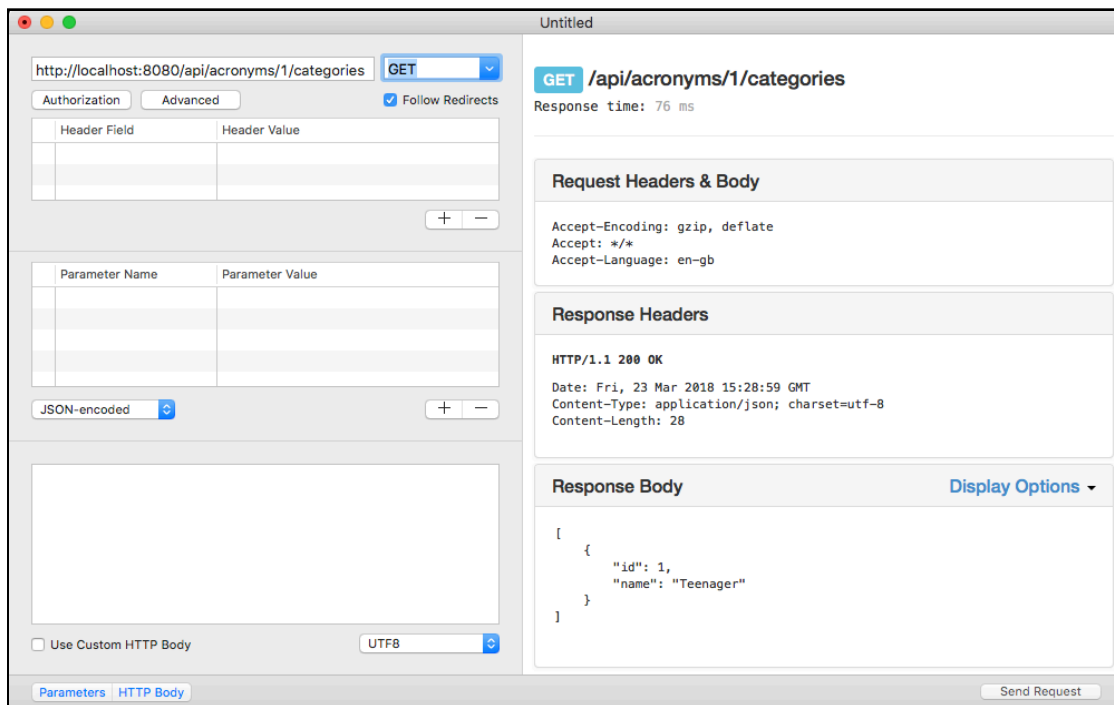 Untitled
http://localhost:8080/api/acronyms/1/categories GET
Authorization Advanced Follow Redirects
Header Field Header Value
+ −
Parameter Name Parameter Value
JSON-encoded + −
Use Custom HTTP Body UTF8
Parameters HTTP Body
GET /api/acronyms/1/categories
Response time: 76 ms
Request Headers & Body
Accept-Encoding: gzip, deflate
Accept: */*
Accept-Language: en-gb
Response Headers
HTTP/1.1 200 OK
Date: Fri, 23 Mar 2018 15:28:59 GMT
Content-Type: application/json; charset=utf-8
Content-Length: 28
Response Body Display Options
[
    {
        "id": 1,
        "name": "Teenager"
    }
]
Send Request